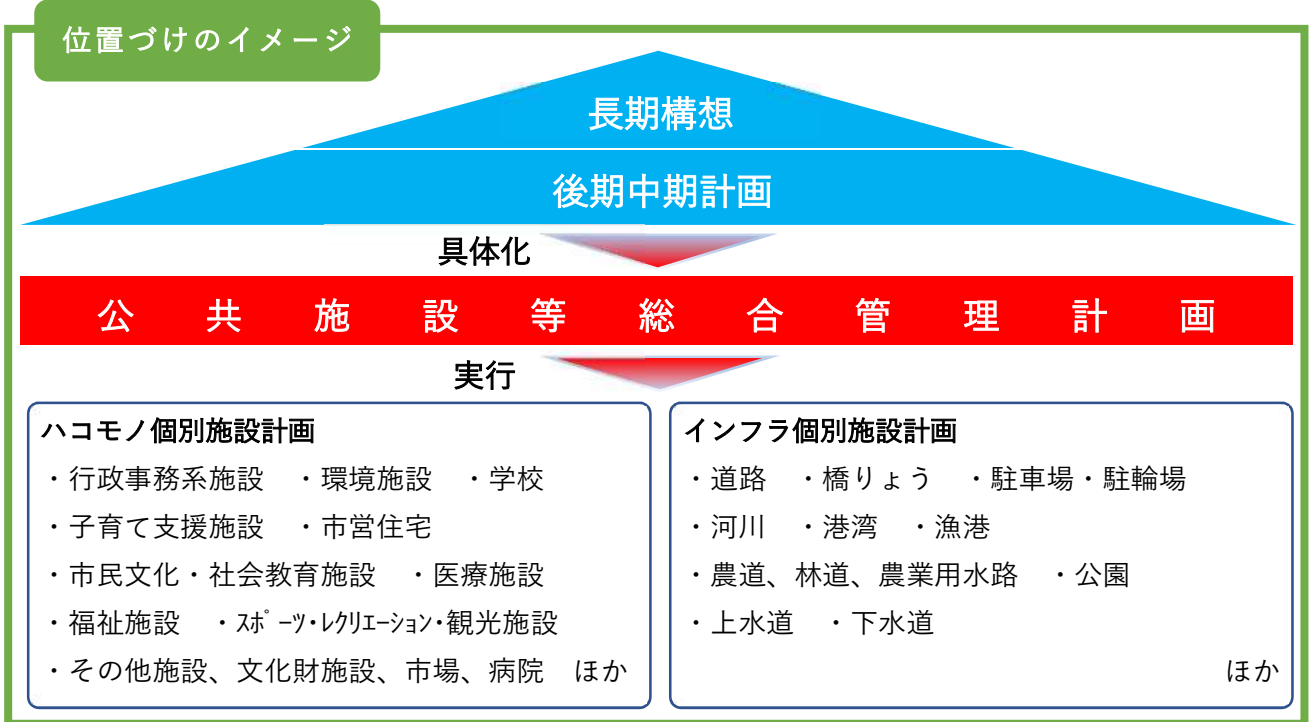 位置づけのイメージ
長期構想
後期中期計画
具体化
公共施設等総合管理計画
実行
ハコモノ個別施設計画
・行政事務系施設　・環境施設　・学校
・子育て支援施設　・市営住宅
・市民文化・社会教育施設　・医療施設
・福祉施設　・ｽﾎﾟｰﾂ・ﾚｸﾘｴｰｼｮﾝ・観光施設
・その他施設、文化財施設、市場、病院　ほか
インフラ個別施設計画
・道路　・橋りょう　・駐車場・駐輪場
・河川　・港湾　・漁港
・農道、林道、農業用水路　・公園
・上水道　・下水道
ほか